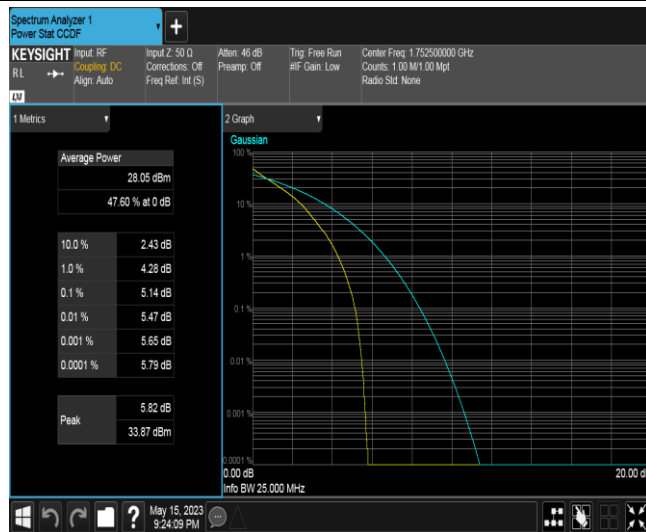 Spectrum Analyzer 1
Power Stat CCDF
+
KEYSIGHT
RL
LXI
Input: RF
Coupling: DC
Align: Auto
Input Z: 50 Ω
Corrections: Off
Freq Ref: Int (S)
Atten: 46 dB
Preamp: Off
Trig: Free Run
#IF Gain: Low
Center Freq: 1.752500000 GHz
Counts: 1.00 M/1.00 Mpt
Radio Std: None
1 Metrics
Average Power
28.05 dBm
47.60 % at 0 dB
10.0 % 2.43 dB
1.0 % 4.28 dB
0.1 % 5.14 dB
0.01 % 5.47 dB
0.001 % 5.65 dB
0.0001 % 5.79 dB
Peak
5.82 dB
33.87 dBm
2 Graph
Gaussian
100 %
10 %
1 %
0.1 %
0.01 %
0.001 %
0.0001 %
0.00 dB
20.00 d
Info BW 25.000 MHz
?
May 15, 2023
9:24:09 PM